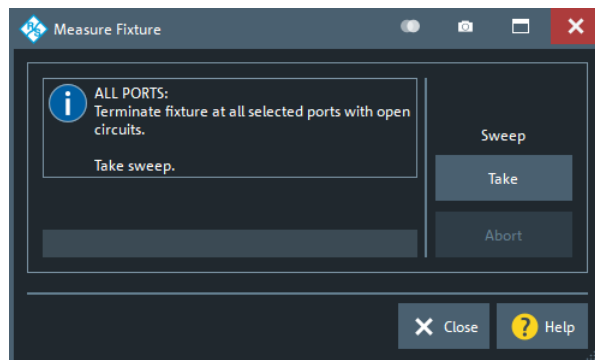 Measure Fixture
ALL PORTS:
Terminate fixture at all selected ports with open
circuits.
Take sweep.
Sweep
Take
Abort
Close
Help